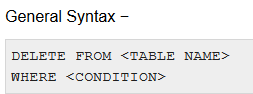 General Syntax –
DELETE FROM <TABLE NAME>
WHERE <CONDITION>